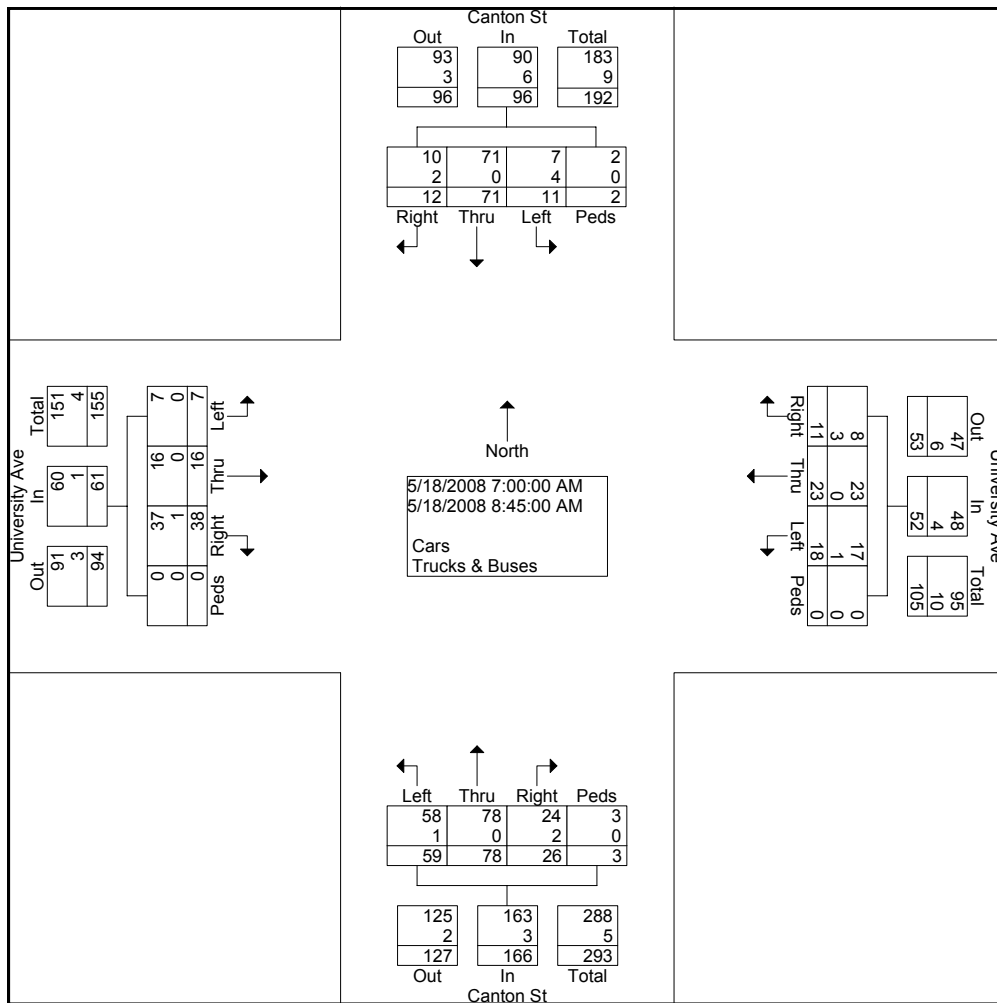 Canton St
Out In Total
93 90 183
3 6 9
96 96 192
10 71 7 2
2 0 4 0
12 71 11 2
Right Thru Left Peds
University Ave
Total In Out
151 60 91
4 1 3
155 61 94
7 16 37 0
0 0 1 0
7 16 38 0
Left Thru Right Peds
North
5/18/2008 7:00:00 AM
5/18/2008 8:45:00 AM
Cars
Trucks & Buses
University Ave
Out In Total
47 48 95
6 4 10
53 52 105
8 23 17 0
3 0 1 0
11 23 18 0
Right Thru Left Peds
Left Thru Right Peds
58 78 24 3
1 0 2 0
59 78 26 3
125 163 288
2 3 5
127 166 293
Out In Total
Canton St